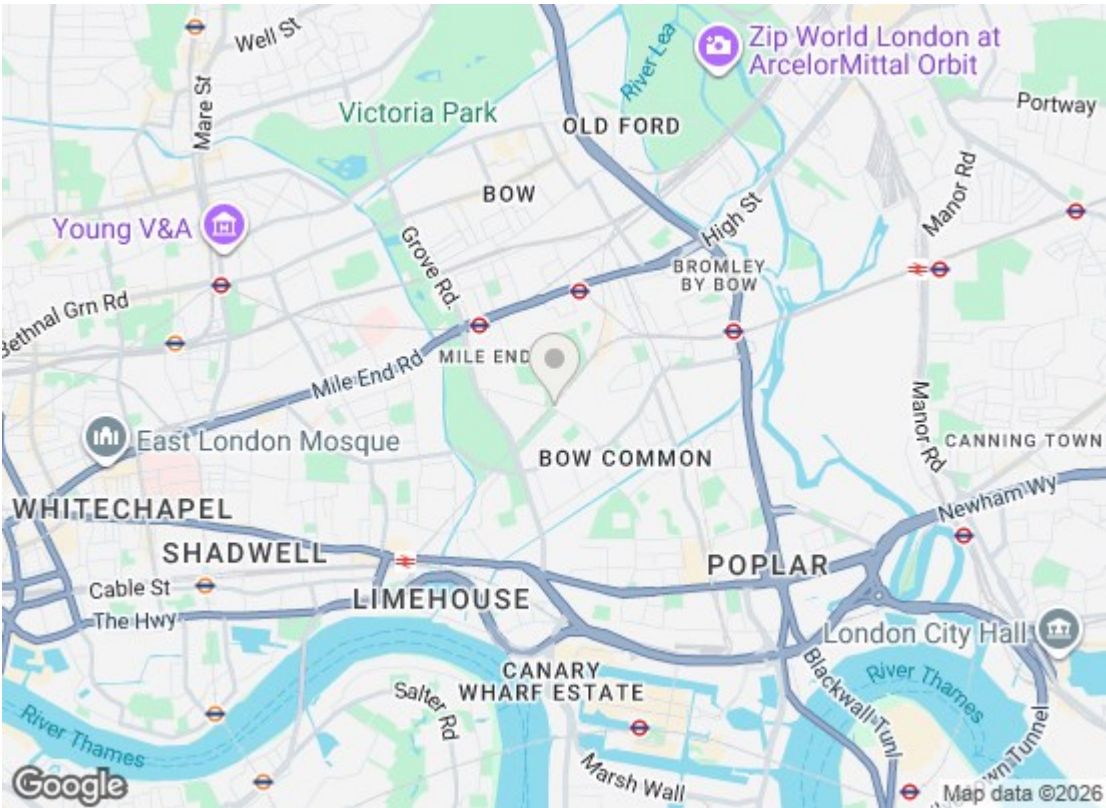 Well St
River Lea
Zip World London at
ArcelorMittal Orbit
Mare St
Victoria Park
OLD FORD
Portway
BOW
Manor Rd
Young V&A
Grove Rd
High St
BROMLEY
BY BOW
Bethnal Grn Rd
MILE END
Mile End Rd
Manor Rd
East London Mosque
BOW COMMON
CANNING TOWN
WHITECHAPEL
Newham Wy
SHADWELL
POPLAR
Cable St
LIMEHOUSE
The Hwy
London City Hall
CANARY
WHARF ESTATE
Blackwall Tunl
River Thames
Salter Rd
River Thames
Marsh Wall
Google
Map data ©2026